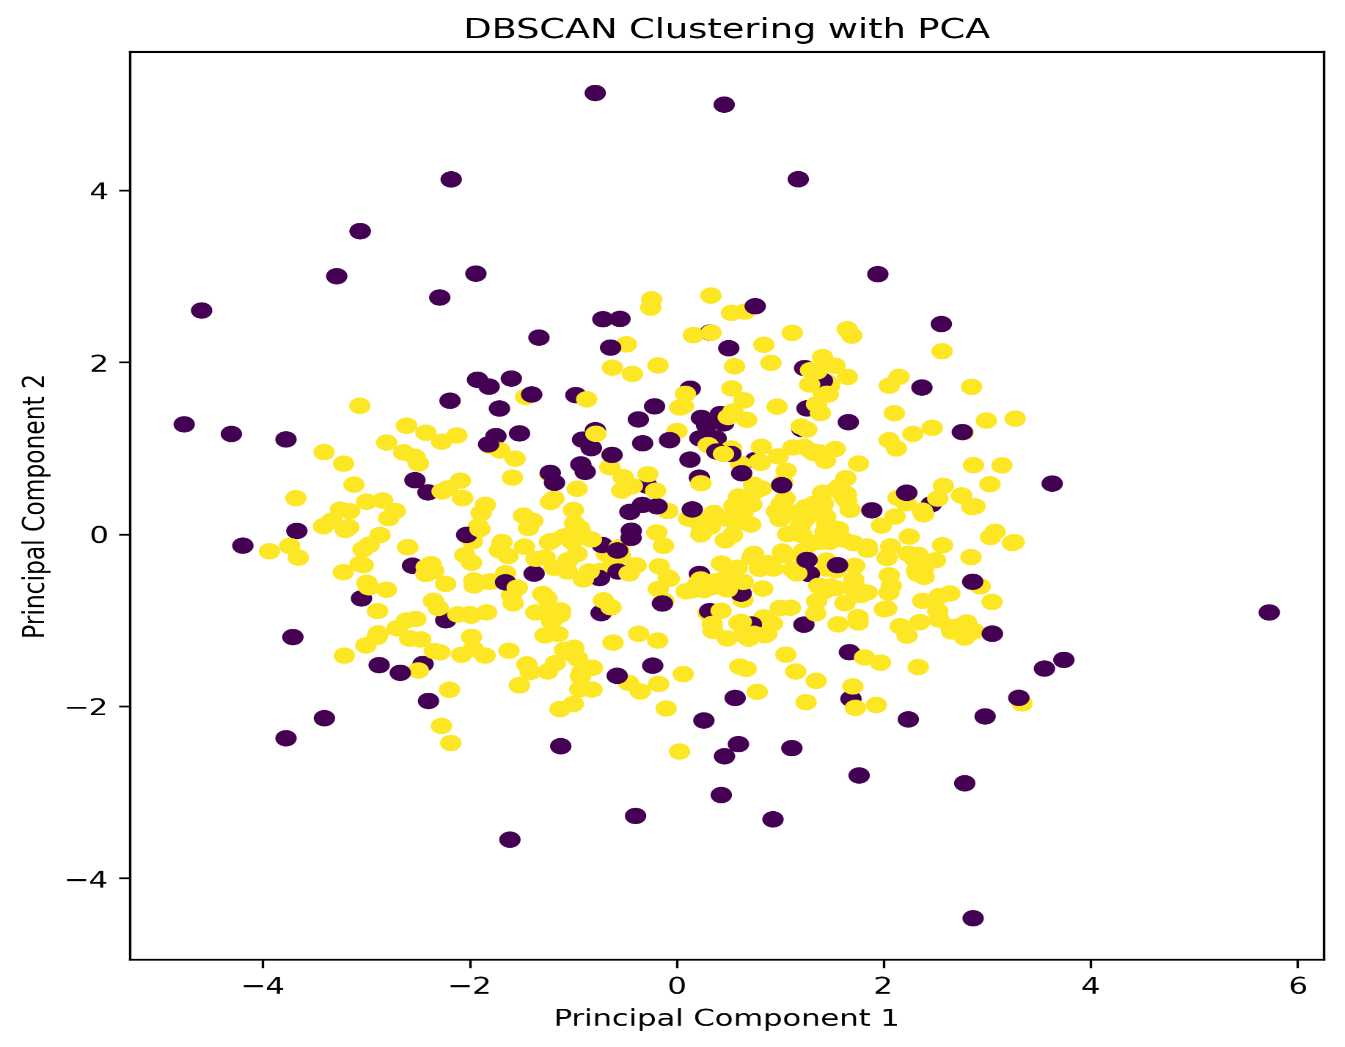 DBSCAN Clustering with PCA
Principal Component 2
4
2
0
−2
−4
−4 −2 0 2 4 6
Principal Component 1